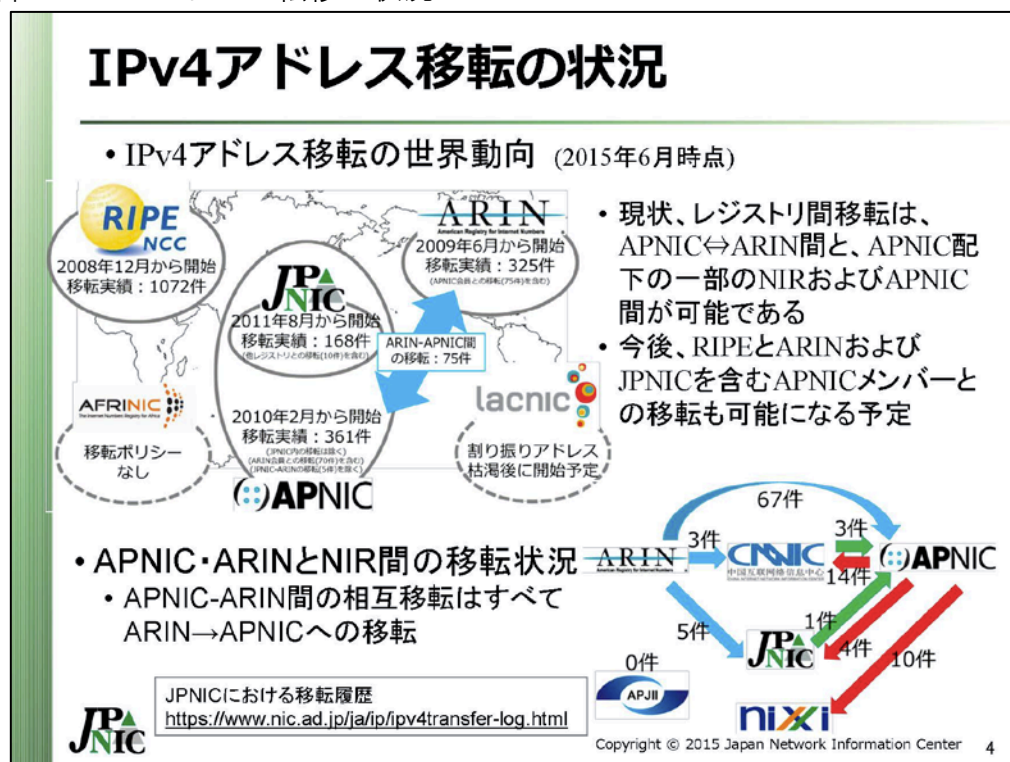 IPv4アドレス移転の状況
• IPv4アドレス移転の世界動向 (2015年6月時点)
RIPE
NCC
2008年12月から開始
移転実績：1072件
ARIN
American Registry for Internet Numbers
2009年6月から開始
移転実績：325件
(APNIC会員との移転(75件)を含む)
JPNIC
2011年8月から開始
移転実績：168件
(他レジストリとの移転(10件)を含む)
ARIN-APNIC間
の移転：75件
AFRINIC
The Internet Numbers Registry for Africa
移転ポリシー
なし
2010年2月から開始
移転実績：361件
(JPNIC内の移転は除く)
(ARIN会員との移転(70件)を含む)
(JPNIC-ARINの移転(5件)を除く)
APNIC
lacnic
割り振りアドレス
枯渇後に開始予定
• 現状、レジストリ間移転は、
APNIC⇔ARIN間と、APNIC配
下の一部のNIRおよびAPNIC
間が可能である
• 今後、RIPEとARINおよび
JPNICを含むAPNICメンバーと
の移転も可能になる予定
• APNIC・ARINとNIR間の移転状況
• APNIC-ARIN間の相互移転はすべて
ARIN→APNICへの移転
67件
ARIN
3件
CNNIC
中国互联网络信息中心
CHINA INTERNET NETWORK INFORMATION CENTER
3件
14件
APNIC
5件
JPNIC
1件
4件
10件
0件
APJII
nixi
JPNICにおける移転履歴
https://www.nic.ad.jp/ja/ip/ipv4transfer-log.html
JPNIC
Copyright © 2015 Japan Network Information Center
4